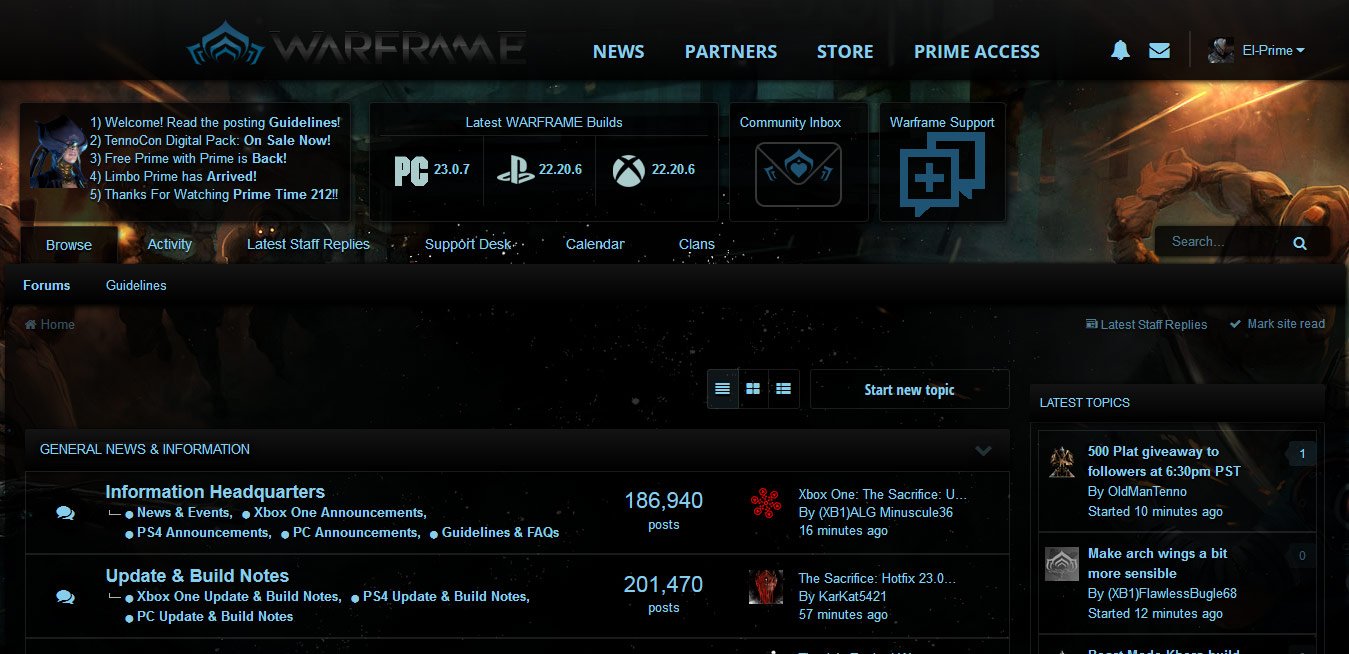 WARFRAME
NEWS PARTNERS STORE PRIME ACCESS El-Prime
1) Welcome! Read the posting Guidelines!
2) TennoCon Digital Pack: On Sale Now!
3) Free Prime with Prime is Back!
4) Limbo Prime has Arrived!
5) Thanks For Watching Prime Time 212!!
Latest WARFRAME Builds
PC 23.0.7 22.20.6 22.20.6
Community Inbox
Warframe Support
Browse Activity Latest Staff Replies Support Desk Calendar Clans
Search...
Forums Guidelines
Home
Latest Staff Replies Mark site read
Start new topic
GENERAL NEWS & INFORMATION
Information Headquarters
News & Events, Xbox One Announcements,
PS4 Announcements, PC Announcements, Guidelines & FAQs
186,940
posts
Xbox One: The Sacrifice: U...
By (XB1)ALG Minuscule36
16 minutes ago
Update & Build Notes
Xbox One Update & Build Notes, PS4 Update & Build Notes,
PC Update & Build Notes
201,470
posts
The Sacrifice: Hotfix 23.0...
By KarKat5421
57 minutes ago
LATEST TOPICS
500 Plat giveaway to
followers at 6:30pm PST
By OldManTenno
Started 10 minutes ago
1
Make arch wings a bit
more sensible
By (XB1)FlawlessBugle68
Started 12 minutes ago
0